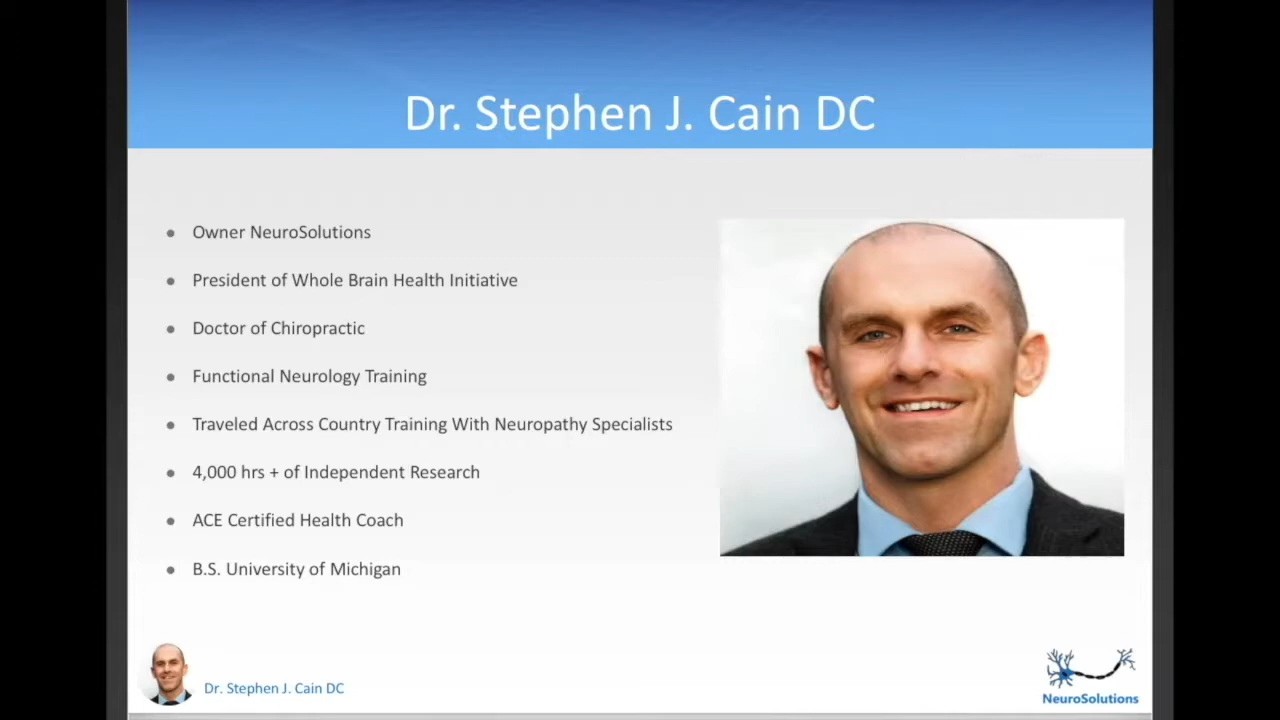 Dr. Stephen J. Cain DC
Owner NeuroSolutions
President of Whole Brain Health Initiative
Doctor of Chiropractic
Functional Neurology Training
Traveled Across Country Training With Neuropathy Specialists
4,000 hrs + of Independent Research
ACE Certified Health Coach
B.S. University of Michigan
Dr. Stephen J. Cain DC
NeuroSolutions